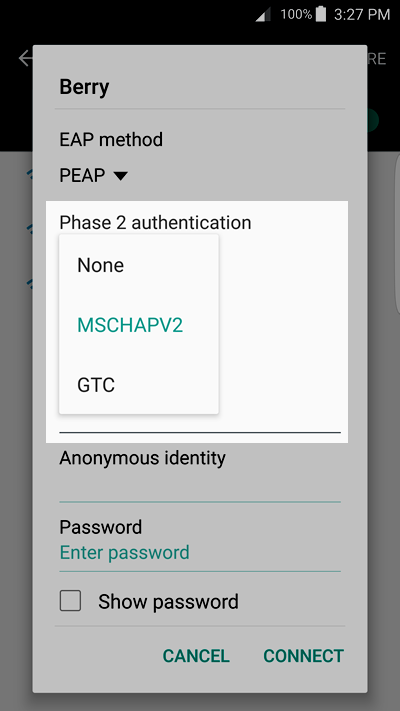 100% 3:27 PM
RE
Berry
EAP method
PEAP
Phase 2 authentication
None
MSCHAPV2
GTC
Anonymous identity
Password
Enter password
Show password
CANCEL CONNECT